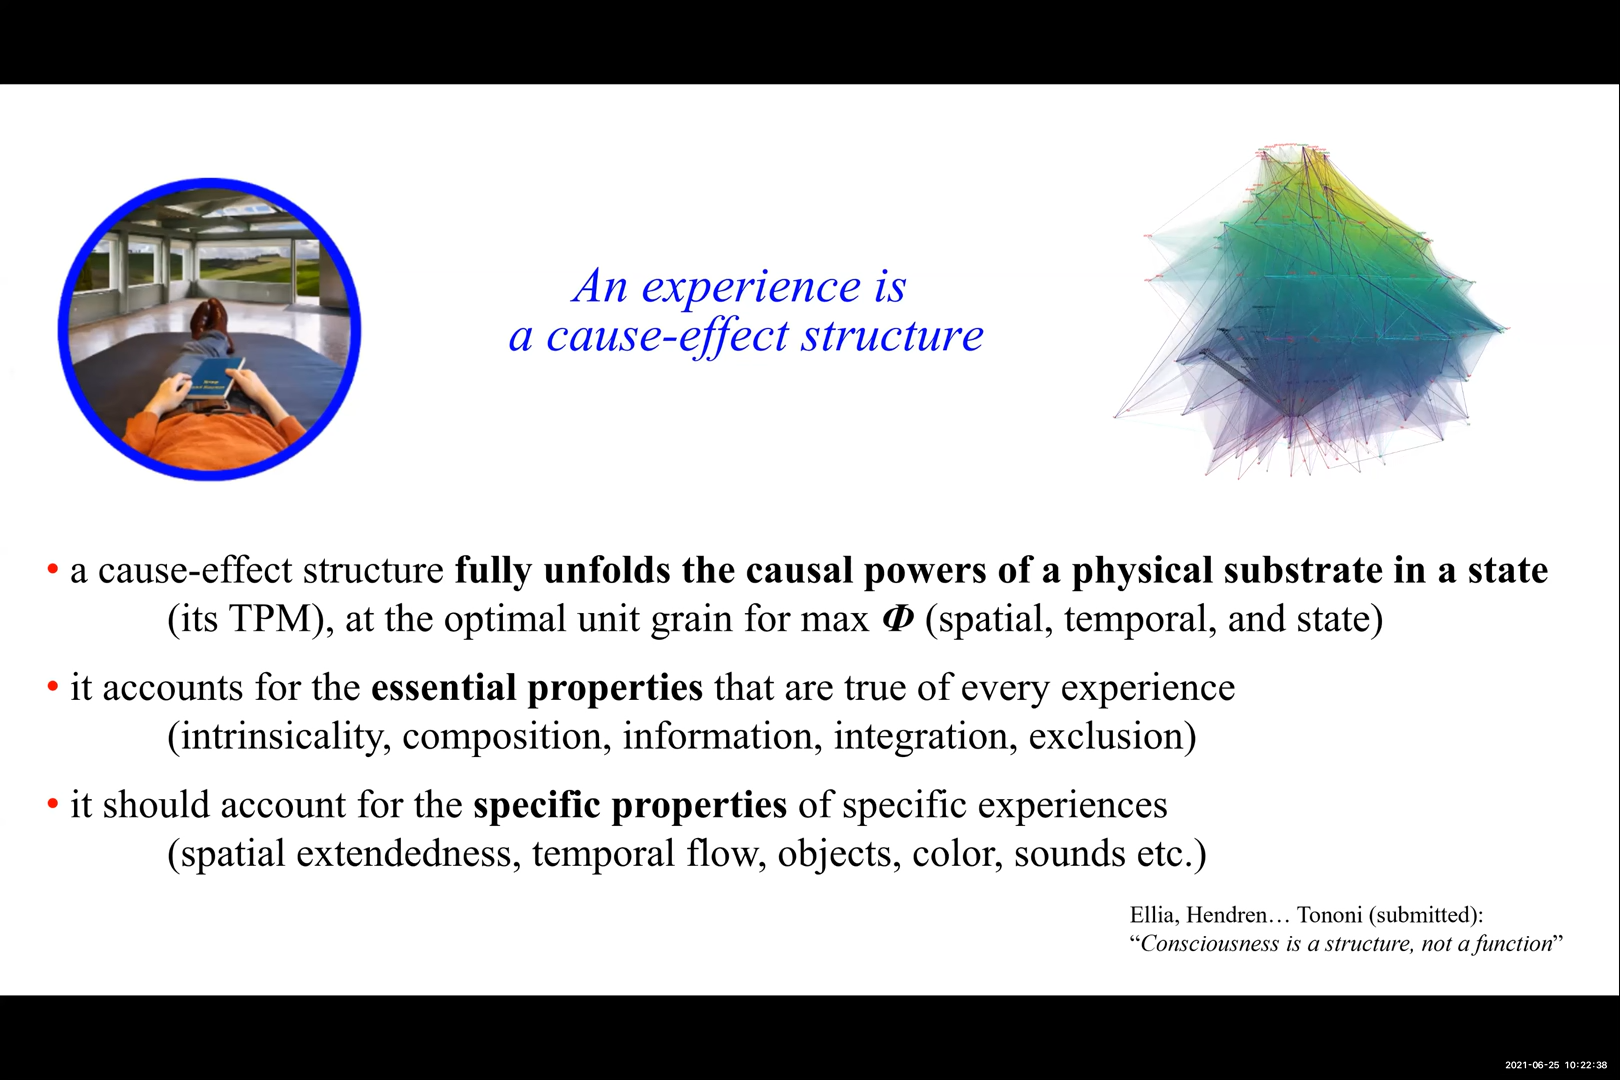 An experience is
a cause-effect structure
• a cause-effect structure fully unfolds the causal powers of a physical substrate in a state
(its TPM), at the optimal unit grain for max Φ (spatial, temporal, and state)
• it accounts for the essential properties that are true of every experience
(intrinsicality, composition, information, integration, exclusion)
• it should account for the specific properties of specific experiences
(spatial extendedness, temporal flow, objects, color, sounds etc.)
Ellia, Hendren… Tononi (submitted):
“Consciousness is a structure, not a function”
2021-06-25 10:22:38